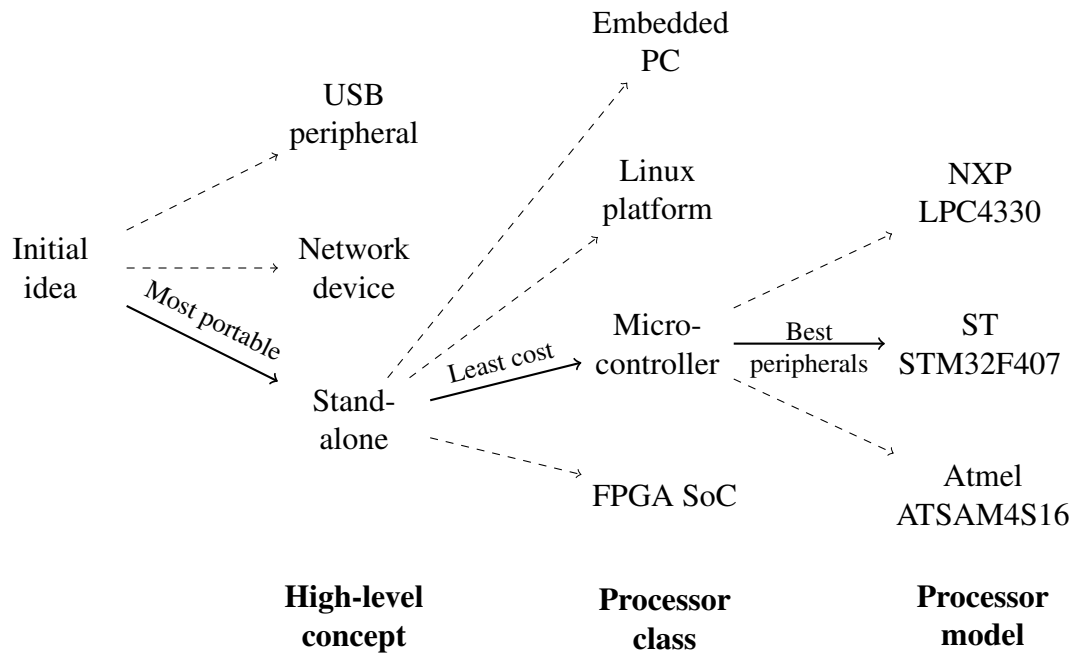 Embedded
PC
USB
peripheral
Linux
platform
NXP
LPC4330
Initial
idea
Network
device
Most portable
Micro-
controller
Best
peripherals
ST
STM32F407
Least cost
Stand-
alone
FPGA SoC
Atmel
ATSAM4S16
High-level
concept
Processor
class
Processor
model